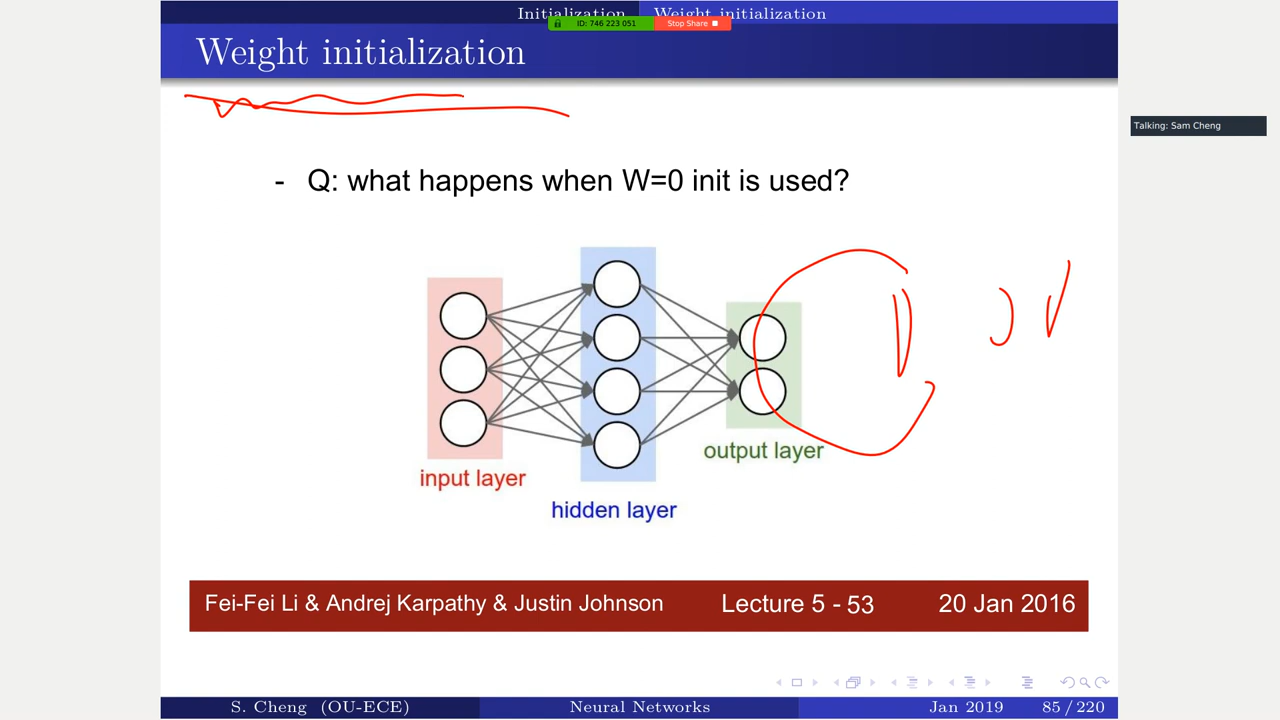 Initialization Weight initialization
ID: 746 223 051 Stop Share
Weight initialization
Talking: Sam Cheng
- Q: what happens when W=0 init is used?
input layer
hidden layer
output layer
Fei-Fei Li & Andrej Karpathy & Justin Johnson Lecture 5 - 53 20 Jan 2016
S. Cheng (OU-ECE) Neural Networks Jan 2019 85 / 220